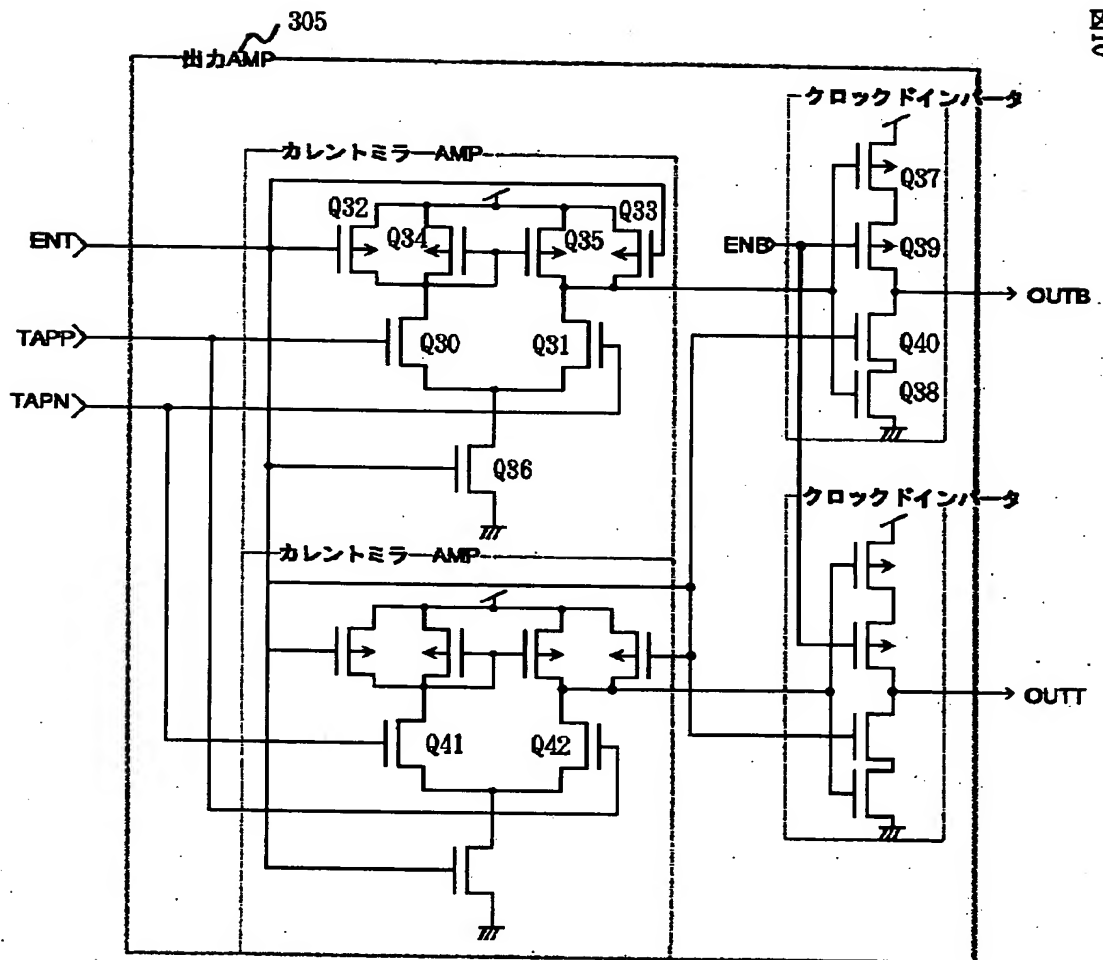 305
出力AMP
クロックドインバータ
カレントミラーAMP
Q37
Q32
Q33
Q34
Q35
ENT
ENB
Q39
OUTB
TAPP
Q30
Q31
Q40
TAPN
Q38
Q36
クロックドインバータ
カレントミラーAMP
OUTT
Q41
Q42